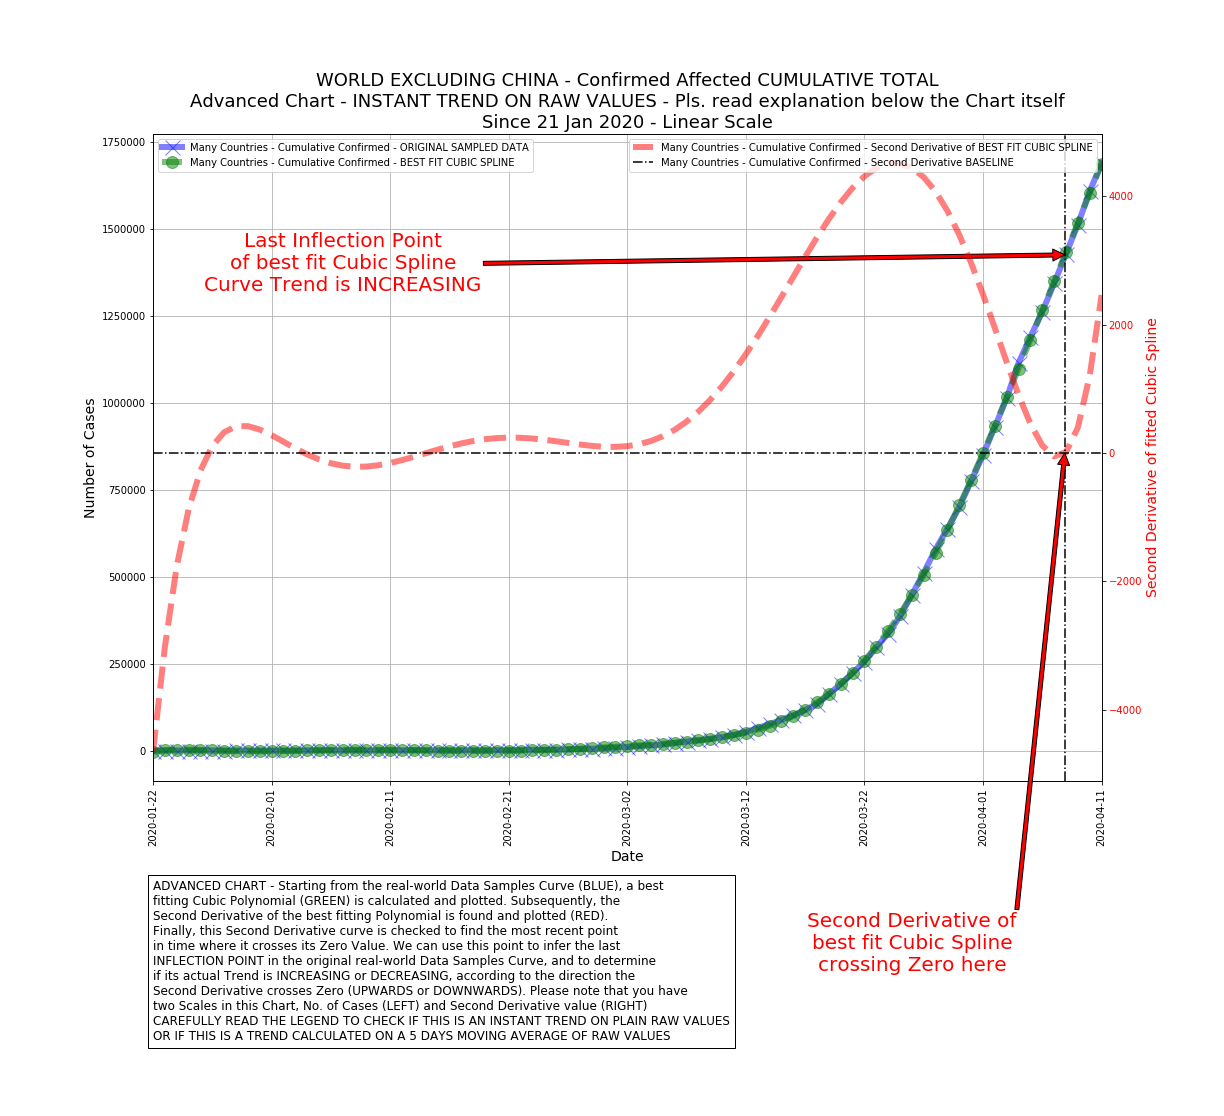 WORLD EXCLUDING CHINA - Confirmed Affected CUMULATIVE TOTAL
Advanced Chart - INSTANT TREND ON RAW VALUES - Pls. read explanation below the Chart itself
Since 21 Jan 2020 - Linear Scale
Many Countries - Cumulative Confirmed - ORIGINAL SAMPLED DATA
Many Countries - Cumulative Confirmed - BEST FIT CUBIC SPLINE
Many Countries - Cumulative Confirmed - Second Derivative of BEST FIT CUBIC SPLINE
Many Countries - Cumulative Confirmed - Second Derivative BASELINE
Last Inflection Point
of best fit Cubic Spline
Curve Trend is INCREASING
Number of Cases
1750000
1500000
1250000
1000000
750000
500000
250000
0
4000
2000
0
−2000
−4000
Second Derivative of fitted Cubic Spline
2020-01-22
2020-02-01
2020-02-11
2020-02-21
2020-03-02
2020-03-12
2020-03-22
2020-04-01
2020-04-11
Date
ADVANCED CHART - Starting from the real-world Data Samples Curve (BLUE), a best
fitting Cubic Polynomial (GREEN) is calculated and plotted. Subsequently, the
Second Derivative of the best fitting Polynomial is found and plotted (RED).
Finally, this Second Derivative curve is checked to find the most recent point
in time where it crosses its Zero Value. We can use this point to infer the last
INFLECTION POINT in the original real-world Data Samples Curve, and to determine
if its actual Trend is INCREASING or DECREASING, according to the direction the
Second Derivative crosses Zero (UPWARDS or DOWNWARDS). Please note that you have
two Scales in this Chart, No. of Cases (LEFT) and Second Derivative value (RIGHT)
CAREFULLY READ THE LEGEND TO CHECK IF THIS IS AN INSTANT TREND ON PLAIN RAW VALUES
OR IF THIS IS A TREND CALCULATED ON A 5 DAYS MOVING AVERAGE OF RAW VALUES
Second Derivative of
best fit Cubic Spline
crossing Zero here